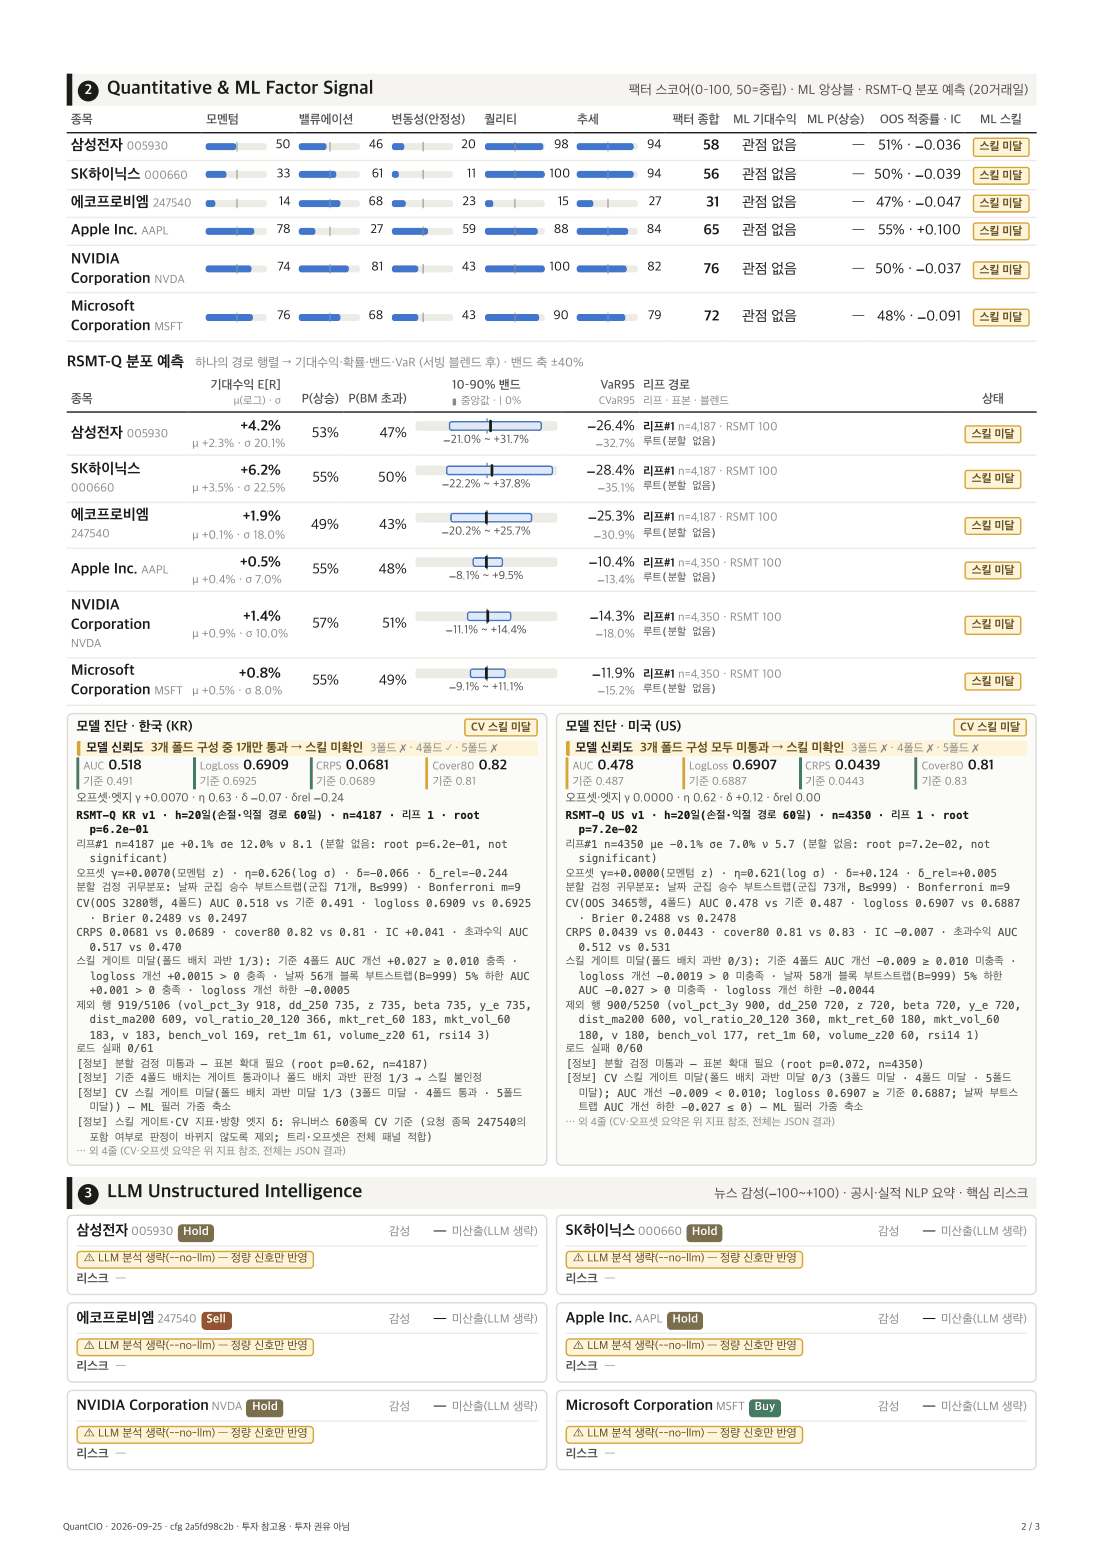 2 Quantitative & ML Factor Signal 팩터 스코어(0-100, 50=중립) · ML 앙상블 · RSMT-Q 분포 예측 (20거래일)
종목 모멘텀 밸류에이션 변동성(안정성) 퀄리티 추세 팩터 종합 ML 기대수익 ML P(상승) OOS 적중률 · IC ML 스킬
삼성전자 005930 50 46 20 98 94 58 관점 없음 — 51% · −0.036 스킬 미달
SK하이닉스 000660 33 61 11 100 94 56 관점 없음 — 50% · −0.039 스킬 미달
에코프로비엠 247540 14 68 23 15 27 31 관점 없음 — 47% · −0.047 스킬 미달
Apple Inc. AAPL 78 27 59 88 84 65 관점 없음 — 55% · +0.100 스킬 미달
NVIDIA
Corporation NVDA 74 81 43 100 82 76 관점 없음 — 50% · −0.037 스킬 미달
Microsoft
Corporation MSFT 76 68 43 90 79 72 관점 없음 — 48% · −0.091 스킬 미달
RSMT-Q 분포 예측 하나의 경로 행렬 → 기대수익·확률·밴드·VaR (서빙 블렌드 후) · 밴드 축 ±40%
종목 기대수익 E[R] P(상승) P(BM 초과) 10-90% 밴드 VaR95 리프 경로 상태
μ(로그) · σ ▮ 중앙값 · | 0% CVaR95 리프 · 표본 · 블렌드
삼성전자 005930 +4.2% 53% 47% −26.4% 리프#1 n=4,187 · RSMT 100 스킬 미달
μ +2.3% · σ 20.1% −21.0% ~ +31.7% −32.7% 루트(분할 없음)
SK하이닉스 +6.2% 55% 50% −28.4% 리프#1 n=4,187 · RSMT 100 스킬 미달
000660 μ +3.5% · σ 22.5% −22.2% ~ +37.8% −35.1% 루트(분할 없음)
에코프로비엠 +1.9% 49% 43% −25.3% 리프#1 n=4,187 · RSMT 100 스킬 미달
247540 μ +0.1% · σ 18.0% −20.2% ~ +25.7% −30.9% 루트(분할 없음)
Apple Inc. AAPL +0.5% 55% 48% −10.4% 리프#1 n=4,350 · RSMT 100 스킬 미달
μ +0.4% · σ 7.0% −8.1% ~ +9.5% −13.4% 루트(분할 없음)
NVIDIA
Corporation +1.4% 57% 51% −14.3% 리프#1 n=4,350 · RSMT 100 스킬 미달
NVDA μ +0.9% · σ 10.0% −11.1% ~ +14.4% −18.0% 루트(분할 없음)
Microsoft +0.8% 55% 49% −11.9% 리프#1 n=4,350 · RSMT 100 스킬 미달
Corporation MSFT μ +0.5% · σ 8.0% −9.1% ~ +11.1% −15.2% 루트(분할 없음)
모델 진단 · 한국 (KR) CV 스킬 미달
모델 신뢰도 3개 폴드 구성 중 1개만 통과 → 스킬 미확인 3폴드 ✗ · 4폴드 ✓ · 5폴드 ✗
AUC 0.518 LogLoss 0.6909 CRPS 0.0681 Cover80 0.82
기준 0.491 기준 0.6925 기준 0.0689 기준 0.81
오프셋·엣지 γ +0.0070 · η 0.63 · δ −0.07 · δrel −0.24
RSMT-Q KR v1 · h=20일(손절·익절 경로 60일) · n=4187 · 리프 1 · root
p=6.2e-01
리프#1 n=4187 μe +0.1% σe 12.0% ν 8.1 (분할 없음: root p=6.2e-01, not
significant)
오프셋 γ=+0.0070(모멘텀 z) · η=0.626(log σ) · δ=-0.066 · δ_rel=-0.244
분할 검정 귀무분포: 날짜 군집 승수 부트스트랩(군집 71개, B≤999) · Bonferroni m=9
CV(OOS 3280행, 4폴드) AUC 0.518 vs 기준 0.491 · logloss 0.6909 vs 0.6925
· Brier 0.2489 vs 0.2497
CRPS 0.0681 vs 0.0689 · cover80 0.82 vs 0.81 · IC +0.041 · 초과수익 AUC
0.517 vs 0.470
스킬 게이트 미달(폴드 배치 과반 1/3): 기준 4폴드 AUC 개선 +0.027 ≥ 0.010 충족 ·
logloss 개선 +0.0015 > 0 충족 · 날짜 56개 블록 부트스트랩(B=999) 5% 하한 AUC
+0.001 > 0 충족 · logloss 개선 하한 -0.0005
제외 행 919/5106 (vol_pct_3y 918, dd_250 735, z 735, beta 735, y_e 735,
dist_ma200 609, vol_ratio_20_120 366, mkt_ret_60 183, mkt_vol_60
183, v 183, bench_vol 169, ret_1m 61, volume_z20 61, rsi14 3)
로드 실패 0/61
[정보] 분할 검정 미통과 — 표본 확대 필요 (root p=0.62, n=4187)
[정보] 기준 4폴드 배치는 게이트 통과이나 폴드 배치 과반 판정 1/3 → 스킬 불인정
[정보] CV 스킬 게이트 미달(폴드 배치 과반 미달 1/3 (3폴드 미달 · 4폴드 통과 · 5폴드
미달)) — ML 필러 가중 축소
[정보] 스킬 게이트·CV 지표·방향 엣지 δ: 유니버스 60종목 CV 기준 (요청 종목 247540의
포함 여부로 판정이 바뀌지 않도록 제외; 트리·오프셋은 전체 패널 적합)
··· 외 4줄 (CV·오프셋 요약은 위 지표 참조, 전체는 JSON 결과)
모델 진단 · 미국 (US) CV 스킬 미달
모델 신뢰도 3개 폴드 구성 모두 미통과 → 스킬 미확인 3폴드 ✗ · 4폴드 ✗ · 5폴드 ✗
AUC 0.478 LogLoss 0.6907 CRPS 0.0439 Cover80 0.81
기준 0.487 기준 0.6887 기준 0.0443 기준 0.83
오프셋·엣지 γ 0.0000 · η 0.62 · δ +0.12 · δrel 0.00
RSMT-Q US v1 · h=20일(손절·익절 경로 60일) · n=4350 · 리프 1 · root
p=7.2e-02
리프#1 n=4350 μe -0.1% σe 7.0% ν 5.7 (분할 없음: root p=7.2e-02, not
significant)
오프셋 γ=+0.0000(모멘텀 z) · η=0.621(log σ) · δ=+0.124 · δ_rel=+0.005
분할 검정 귀무분포: 날짜 군집 승수 부트스트랩(군집 73개, B≤999) · Bonferroni m=9
CV(OOS 3465행, 4폴드) AUC 0.478 vs 기준 0.487 · logloss 0.6907 vs 0.6887
· Brier 0.2488 vs 0.2478
CRPS 0.0439 vs 0.0443 · cover80 0.81 vs 0.83 · IC -0.007 · 초과수익 AUC
0.512 vs 0.531
스킬 게이트 미달(폴드 배치 과반 0/3): 기준 4폴드 AUC 개선 -0.009 ≥ 0.010 미충족 ·
logloss 개선 -0.0019 > 0 미충족 · 날짜 58개 블록 부트스트랩(B=999) 5% 하한
AUC -0.027 > 0 미충족 · logloss 개선 하한 -0.0044
제외 행 900/5250 (vol_pct_3y 900, dd_250 720, z 720, beta 720, y_e 720,
dist_ma200 600, vol_ratio_20_120 360, mkt_ret_60 180, mkt_vol_60
180, v 180, bench_vol 177, ret_1m 60, volume_z20 60, rsi14 1)
로드 실패 0/60
[정보] 분할 검정 미통과 — 표본 확대 필요 (root p=0.072, n=4350)
[정보] CV 스킬 게이트 미달(폴드 배치 과반 미달 0/3 (3폴드 미달 · 4폴드 미달 · 5폴드
미달); AUC 개선 -0.009 < 0.010; logloss 0.6907 ≥ 기준 0.6887; 날짜 부트스
트랩 AUC 개선 하한 -0.027 ≤ 0) — ML 필러 가중 축소
··· 외 4줄 (CV·오프셋 요약은 위 지표 참조, 전체는 JSON 결과)
3 LLM Unstructured Intelligence 뉴스 감성(−100~+100) · 공시·실적 NLP 요약 · 핵심 리스크
삼성전자 005930 Hold 감성 — 미산출(LLM 생략)
⚠ LLM 분석 생략(--no-llm) — 정량 신호만 반영
리스크 —
SK하이닉스 000660 Hold 감성 — 미산출(LLM 생략)
⚠ LLM 분석 생략(--no-llm) — 정량 신호만 반영
리스크 —
에코프로비엠 247540 Sell 감성 — 미산출(LLM 생략)
⚠ LLM 분석 생략(--no-llm) — 정량 신호만 반영
리스크 —
Apple Inc. AAPL Hold 감성 — 미산출(LLM 생략)
⚠ LLM 분석 생략(--no-llm) — 정량 신호만 반영
리스크 —
NVIDIA Corporation NVDA Hold 감성 — 미산출(LLM 생략)
⚠ LLM 분석 생략(--no-llm) — 정량 신호만 반영
리스크 —
Microsoft Corporation MSFT Buy 감성 — 미산출(LLM 생략)
⚠ LLM 분석 생략(--no-llm) — 정량 신호만 반영
리스크 —
QuantCIO · 2026-09-25 · cfg 2a5fd98c2b · 투자 참고용 · 투자 권유 아님 2 / 3